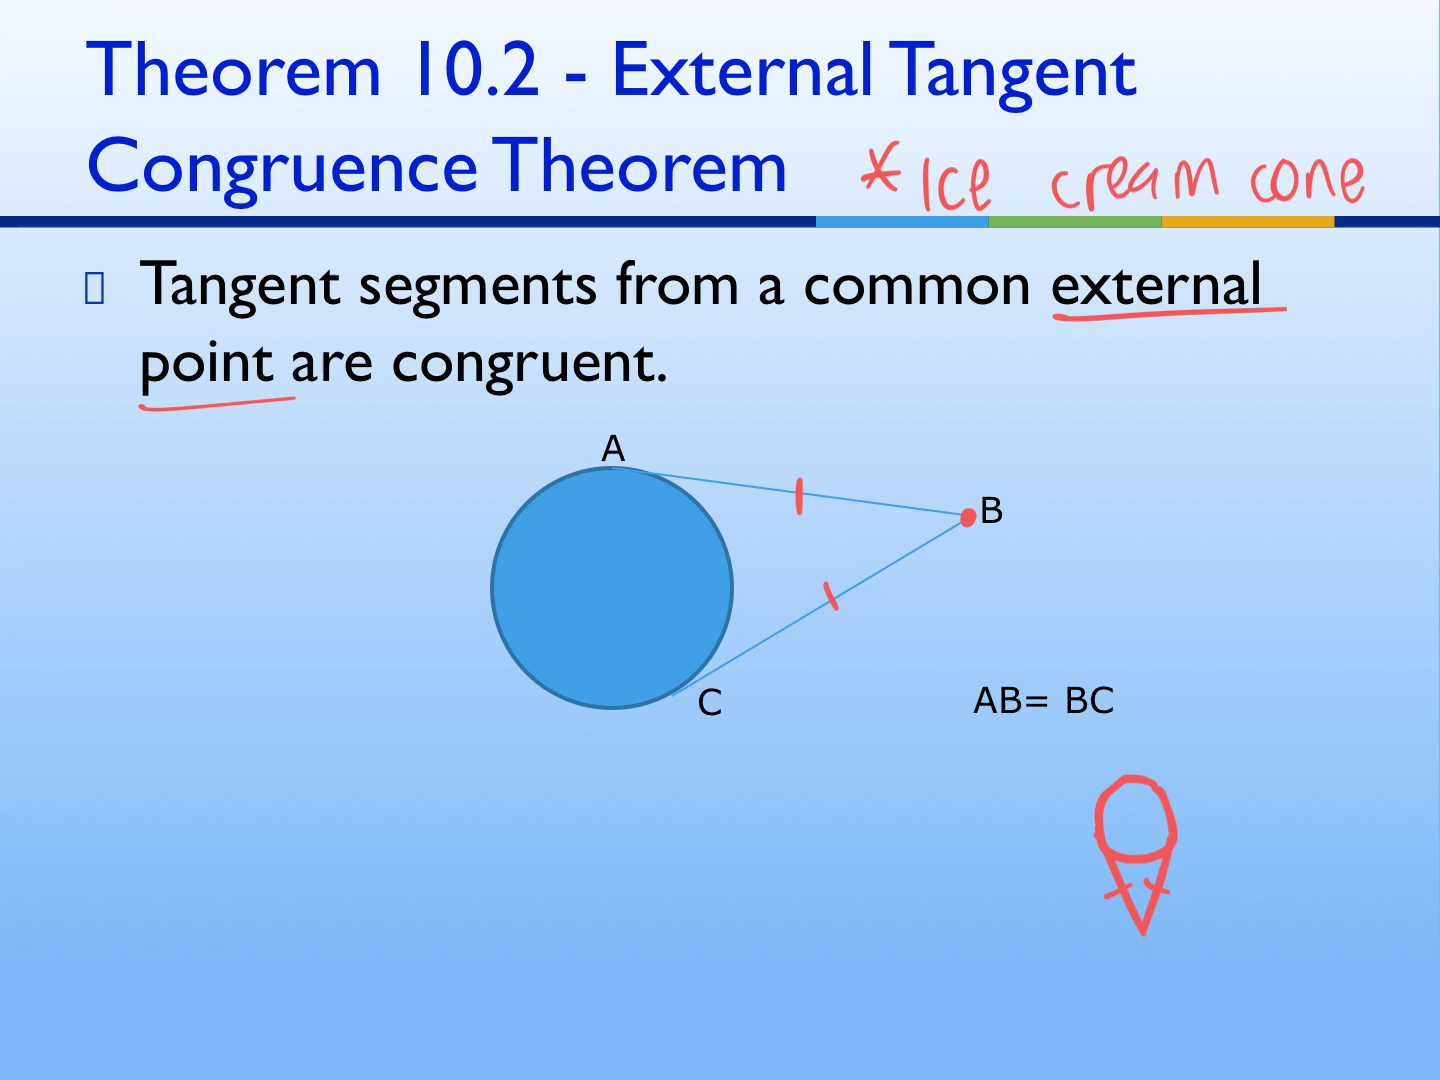 Theorem 10.2 - External Tangent
Congruence Theorem * Ice cream cone
Tangent segments from a common external
point are congruent.
A
B
C
AB= BC